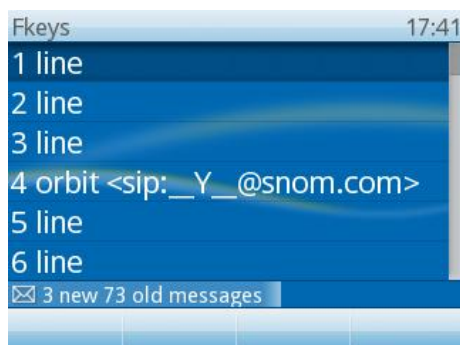 Fkeys 17:41
1 line
2 line
3 line
4 orbit <sip:__Y__@snom.com>
5 line
6 line
3 new 73 old messages